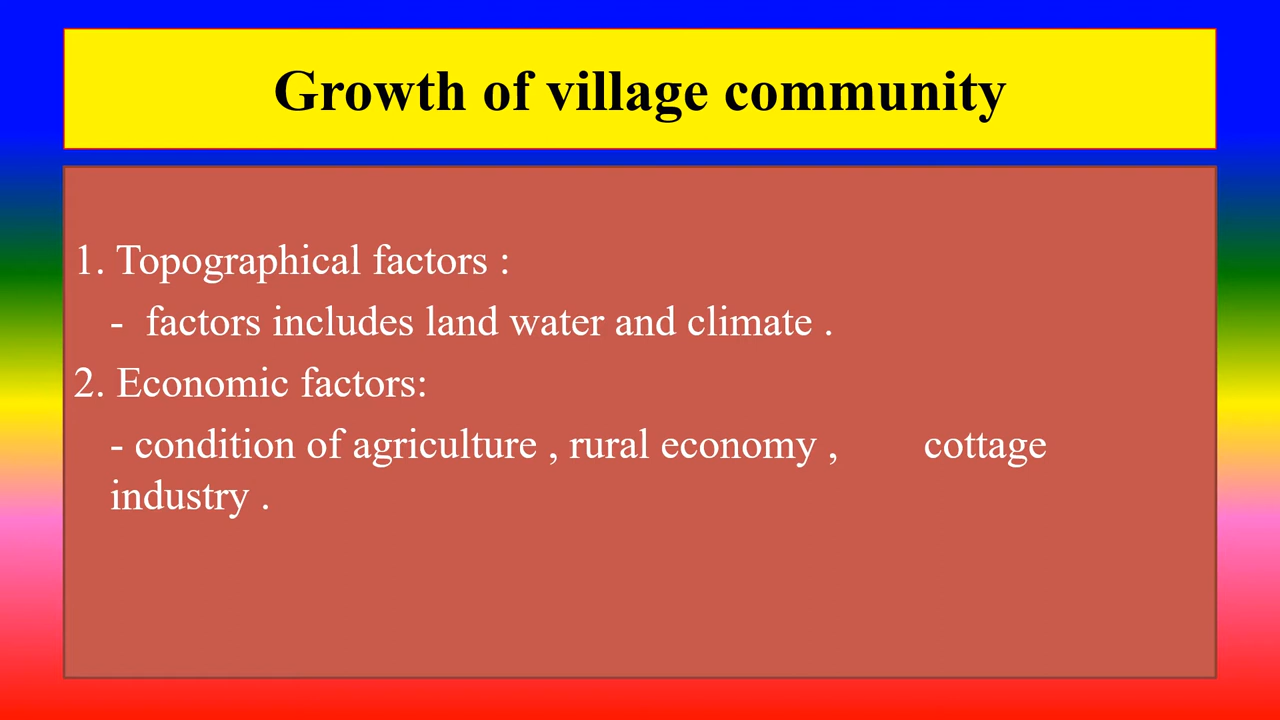 Growth of village community
1. Topographical factors :
- factors includes land water and climate .
2. Economic factors:
- condition of agriculture , rural economy , cottage
industry .